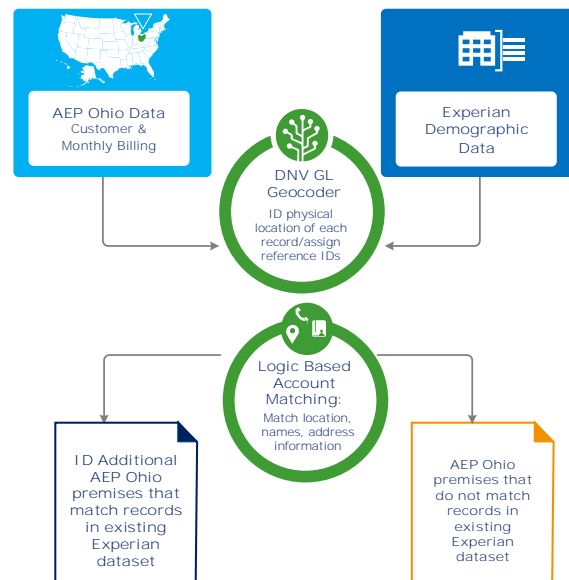 AEP Ohio Data
Customer &
Monthly Billing
Experian
Demographic
Data
DNV GL
Geocoder
ID physical
location of each
record/assign
reference IDs
Logic Based
Account
Matching:
Match location,
names, address
information
ID Additional
AEP Ohio
premises that
match records
in existing
Experian
dataset
AEP Ohio
premises that
do not match
records in
existing
Experian
dataset